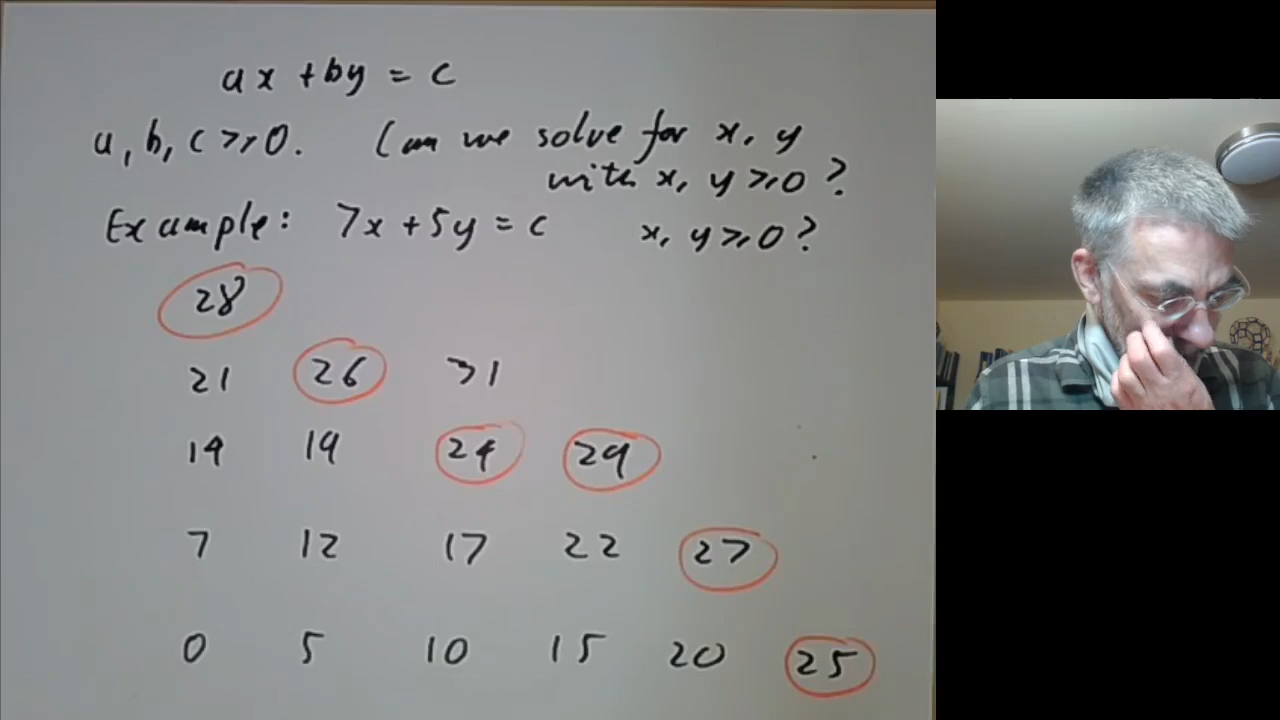 ax + by = c
a, b, c ⩾ 0. Can we solve for x, y
with x, y ⩾ 0?
Example: 7x + 5y = c x, y ⩾ 0?
28
21 26 31
14 19 24 29
7 12 17 22 27
0 5 10 15 20 25